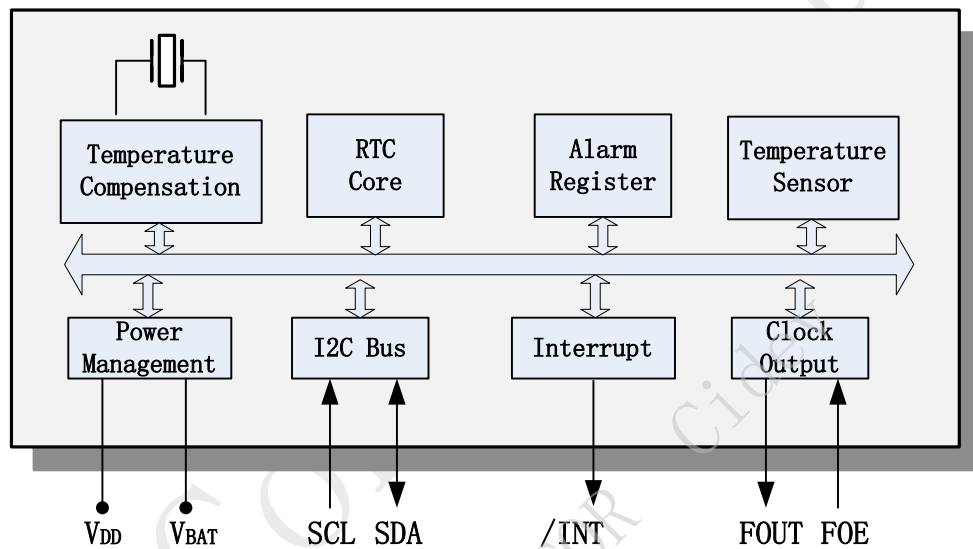 Temperature
Compensation
RTC
Core
Alarm
Register
Temperature
Sensor
Power
Management
I2C Bus
Interrupt
Clock
Output
VDD
VBAT
SCL
SDA
/INT
FOUT
FOE
Cidev